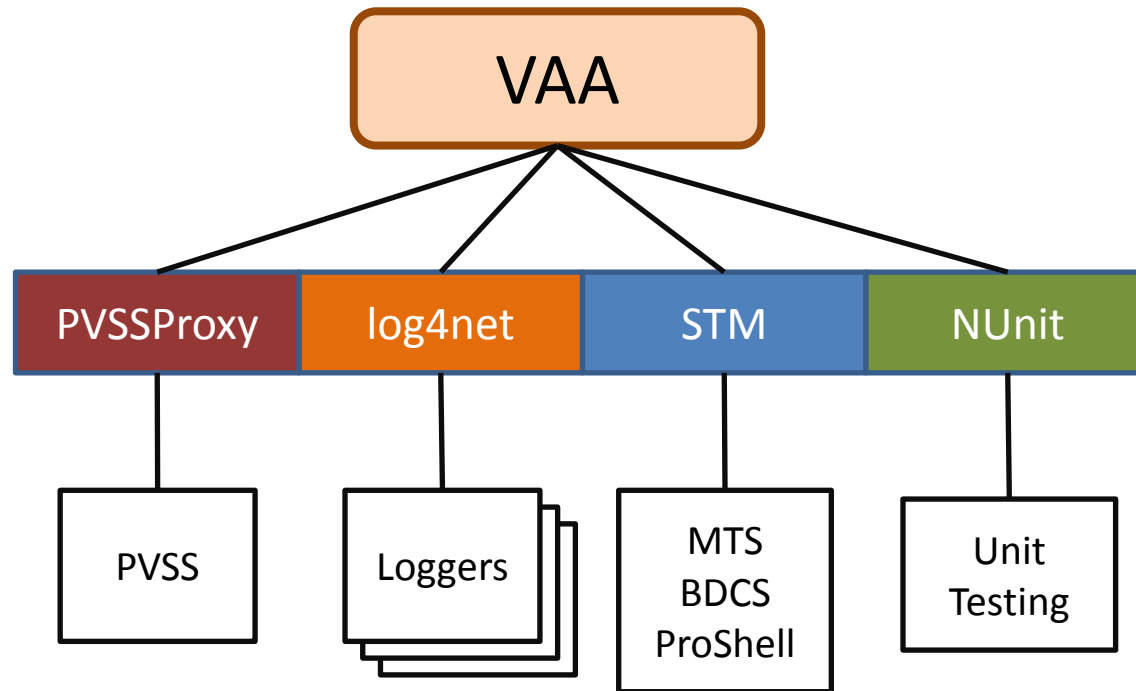 VAA
PVSSProxy
log4net
STM
NUnit
PVSS
Loggers
MTS
BDCS
ProShell
Unit
Testing